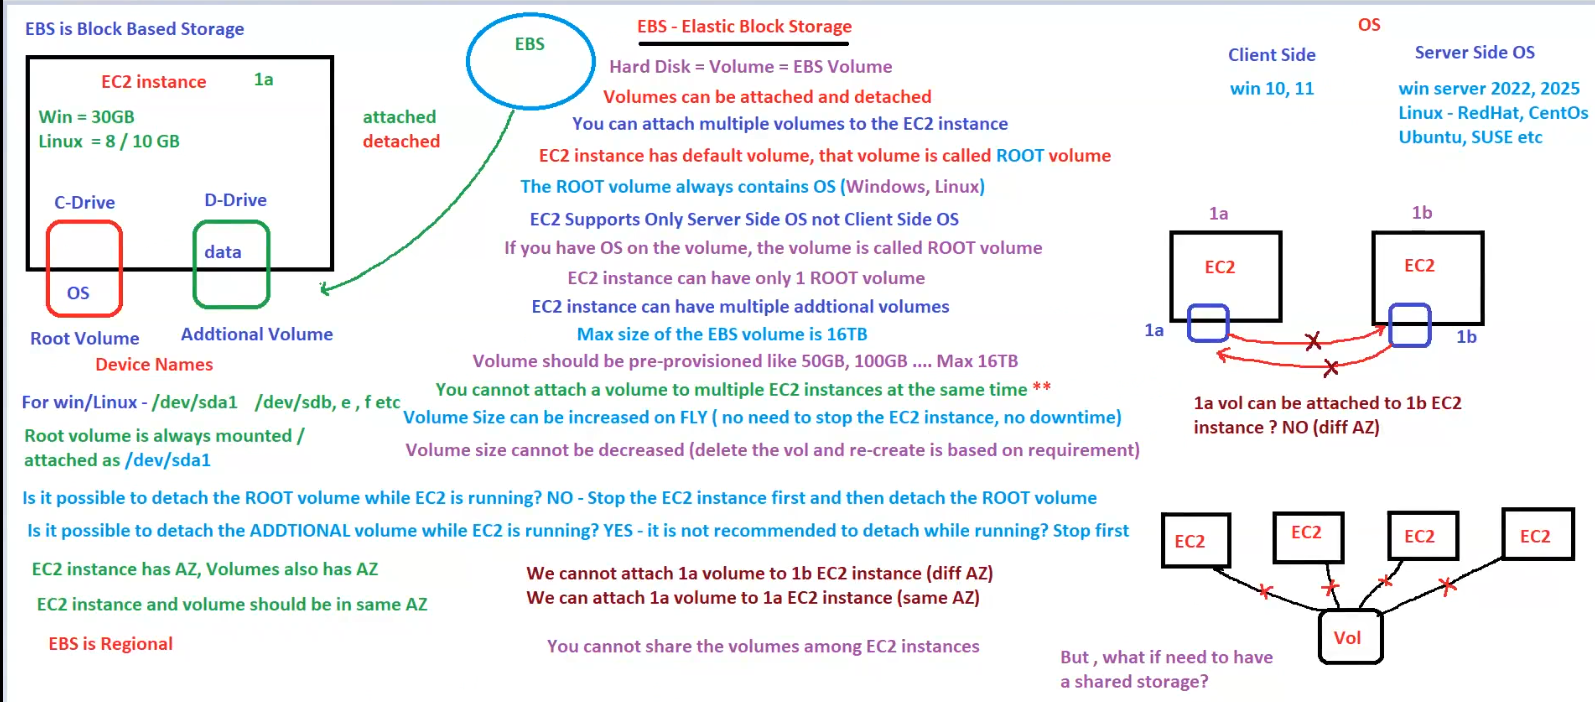 EBS is Block Based Storage
EC2 instance 1a
Win = 30GB
Linux = 8 / 10 GB
attached
detached
C-Drive
D-Drive
data
OS
Root Volume
Addtional Volume
Device Names
For win/Linux - /dev/sda1 /dev/sdb, e , f etc
Root volume is always mounted /
attached as /dev/sda1
EBS
EBS - Elastic Block Storage
Hard Disk = Volume = EBS Volume
Volumes can be attached and detached
You can attach multiple volumes to the EC2 instance
EC2 instance has default volume, that volume is called ROOT volume
The ROOT volume always contains OS (Windows, Linux)
EC2 Supports Only Server Side OS not Client Side OS
If you have OS on the volume, the volume is called ROOT volume
EC2 instance can have only 1 ROOT volume
EC2 instance can have multiple addtional volumes
Max size of the EBS volume is 16TB
Volume should be pre-provisioned like 50GB, 100GB .... Max 16TB
You cannot attach a volume to multiple EC2 instances at the same time **
Volume Size can be increased on FLY ( no need to stop the EC2 instance, no downtime)
Volume size cannot be decreased (delete the vol and re-create is based on requirement)
Is it possible to detach the ROOT volume while EC2 is running? NO - Stop the EC2 instance first and then detach the ROOT volume
Is it possible to detach the ADDTIONAL volume while EC2 is running? YES - it is not recommended to detach while running? Stop first
EC2 instance has AZ, Volumes also has AZ
EC2 instance and volume should be in same AZ
EBS is Regional
We cannot attach 1a volume to 1b EC2 instance (diff AZ)
We can attach 1a volume to 1a EC2 instance (same AZ)
You cannot share the volumes among EC2 instances
OS
Client Side
Server Side OS
win 10, 11
win server 2022, 2025
Linux - RedHat, CentOs
Ubuntu, SUSE etc
1a
1b
EC2
EC2
1a
1b
1a vol can be attached to 1b EC2
instance ? NO (diff AZ)
EC2
EC2
EC2
EC2
Vol
But , what if need to have
a shared storage?